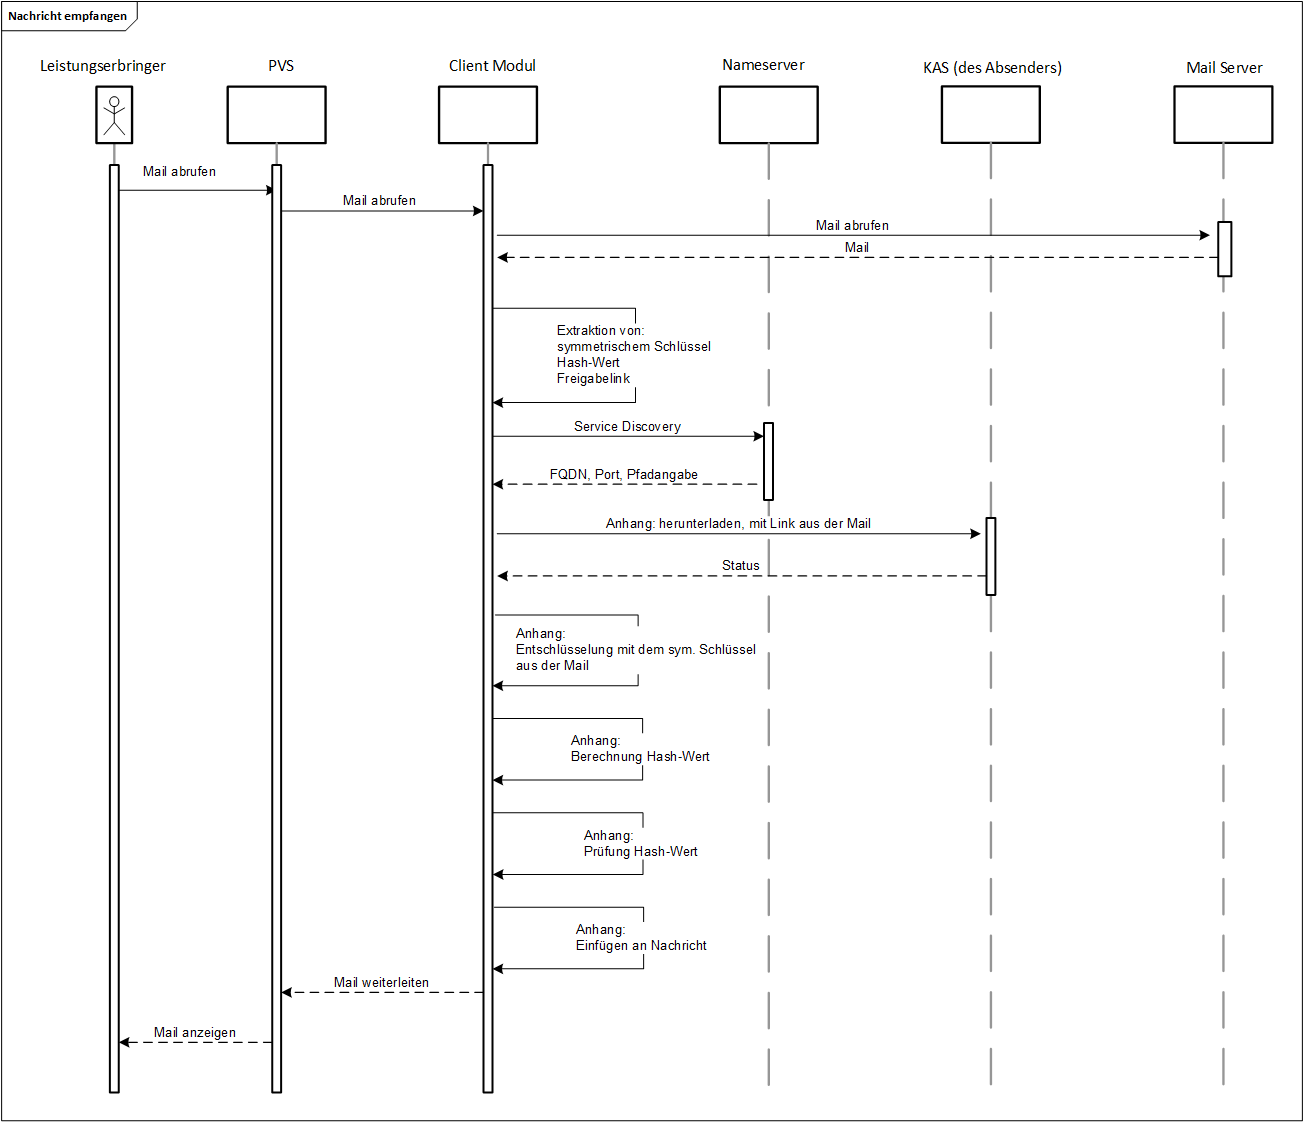 Nachricht empfangen
Leistungserbringer
PVS
Client Modul
Nameserver
KAS (des Absenders)
Mail Server
Mail abrufen
Mail abrufen
Mail abrufen
Mail
Extraktion von:
symmetrischem Schlüssel
Hash-Wert
Freigabelink
Service Discovery
FQDN, Port, Pfadangabe
Anhang: herunterladen, mit Link aus der Mail
Status
Anhang:
Entschlüsselung mit dem sym. Schlüssel
aus der Mail
Anhang:
Berechnung Hash-Wert
Anhang:
Prüfung Hash-Wert
Anhang:
Einfügen an Nachricht
Mail weiterleiten
Mail anzeigen